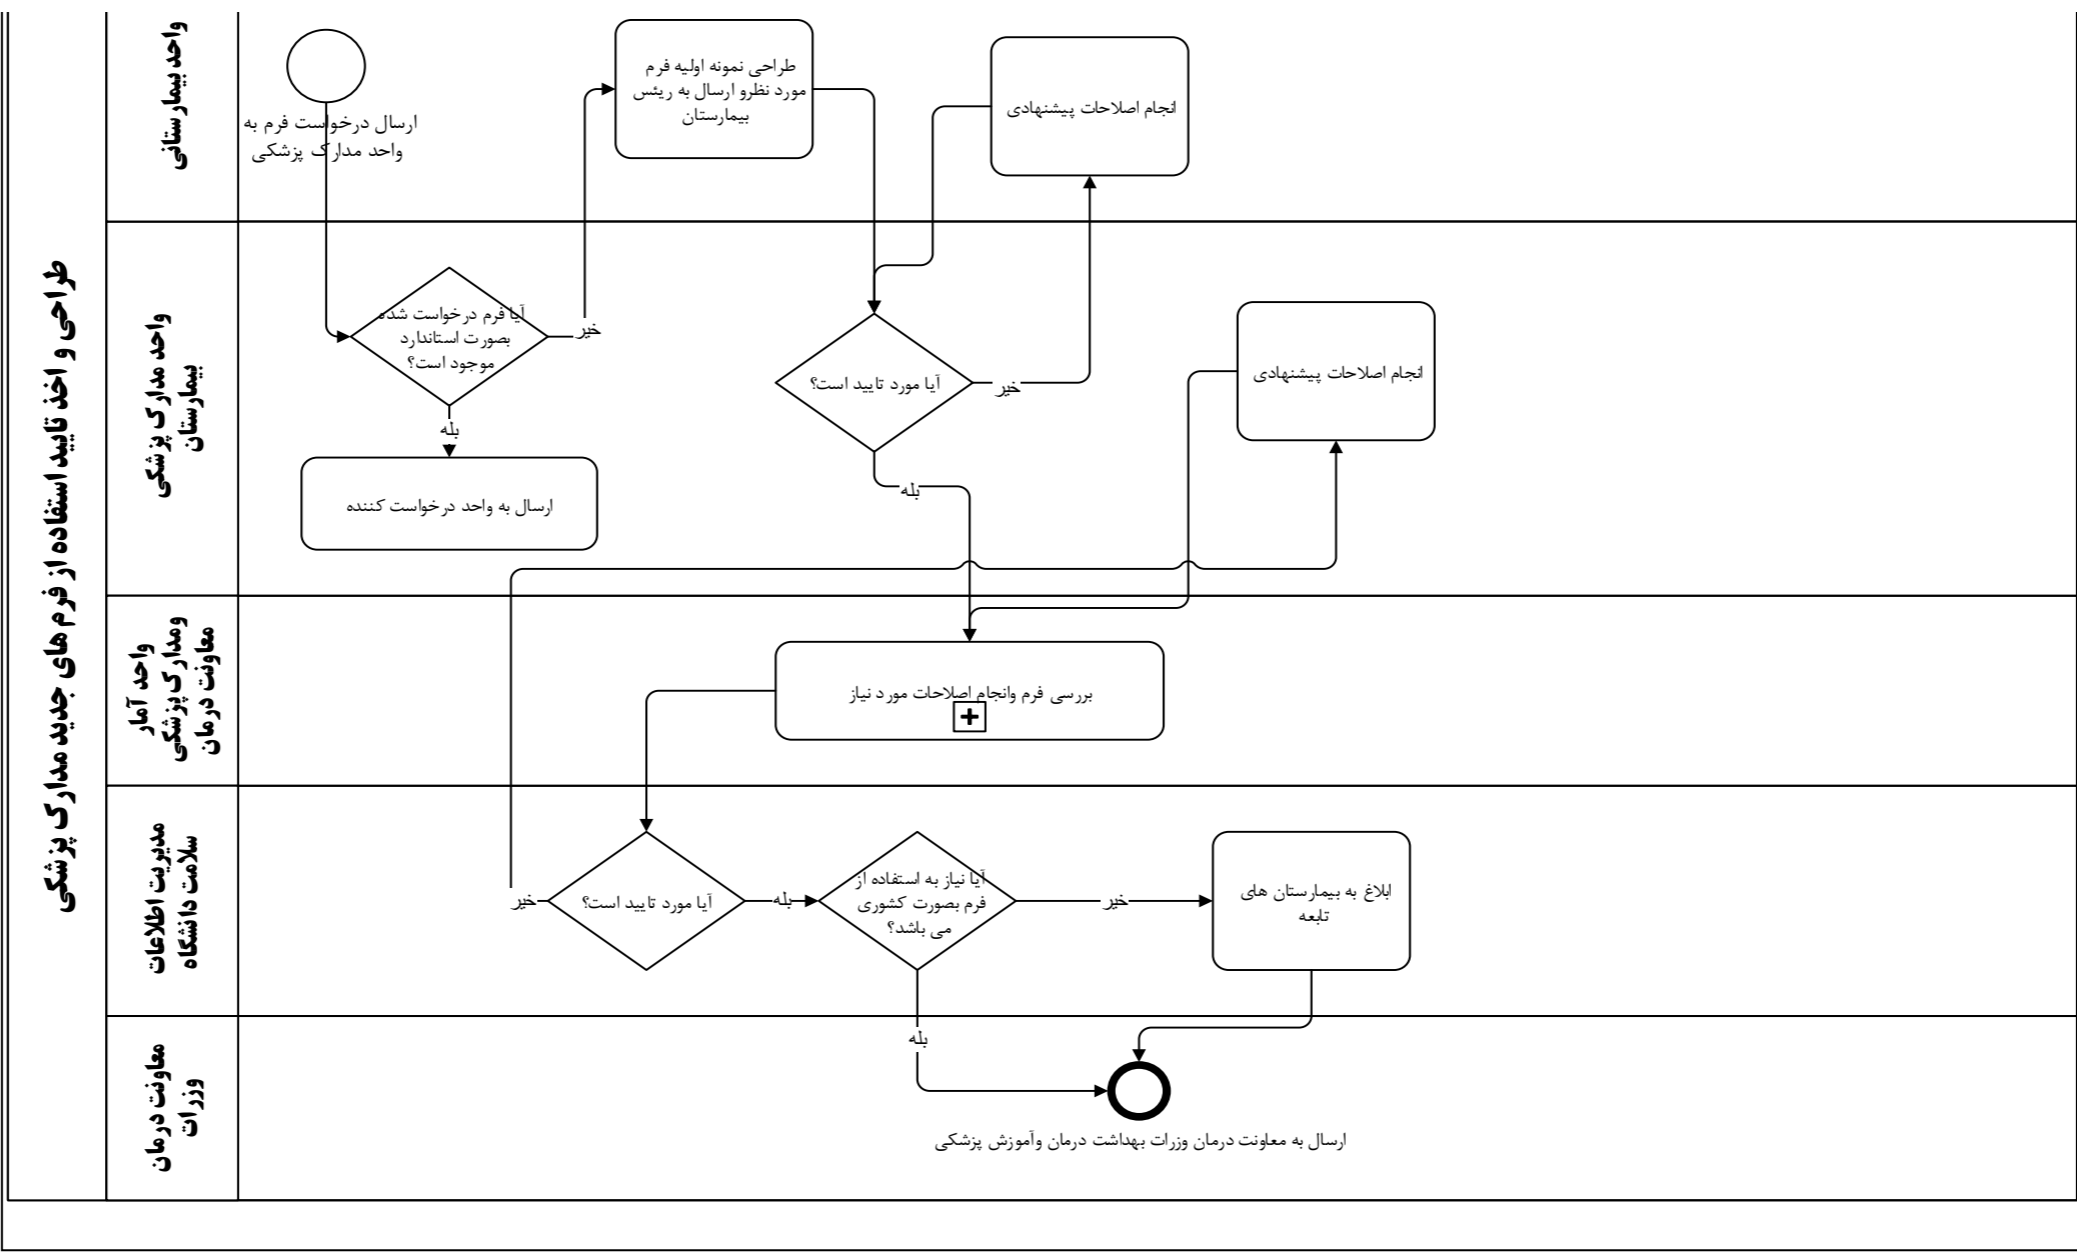 طراحی و اخذ تایید استفاده از فرم های جدید مدارک پزشکی
واحد بیمارستانی
ارسال درخواست فرم به
واحد مدارک پزشکی
طراحی نمونه اولیه فرم
مورد نظرو ارسال به ریئس
بیمارستان
انجام اصلاحات پیشنهادی
واحد مدارک پزشکی
بیمارستان
آیا فرم درخواست شده
بصورت استاندارد
موجود است؟
خیر
بله
ارسال به واحد درخواست کننده
آیا مورد تایید است؟
خیر
بله
انجام اصلاحات پیشنهادی
واحد آمار
ومدارک پزشکی
معاونت درمان
بررسی فرم وانجام اصلاحات مورد نیاز
مدیریت اطلاعات
سلامت دانشگاه
خیر
آیا مورد تایید است؟
بله
آیا نیاز به استفاده از
فرم بصورت کشوری
می باشد؟
خیر
ابلاغ به بیمارستان های
تابعه
بله
معاونت درمان
وزرات
ارسال به معاونت درمان وزرات بهداشت درمان وآموزش پزشکی